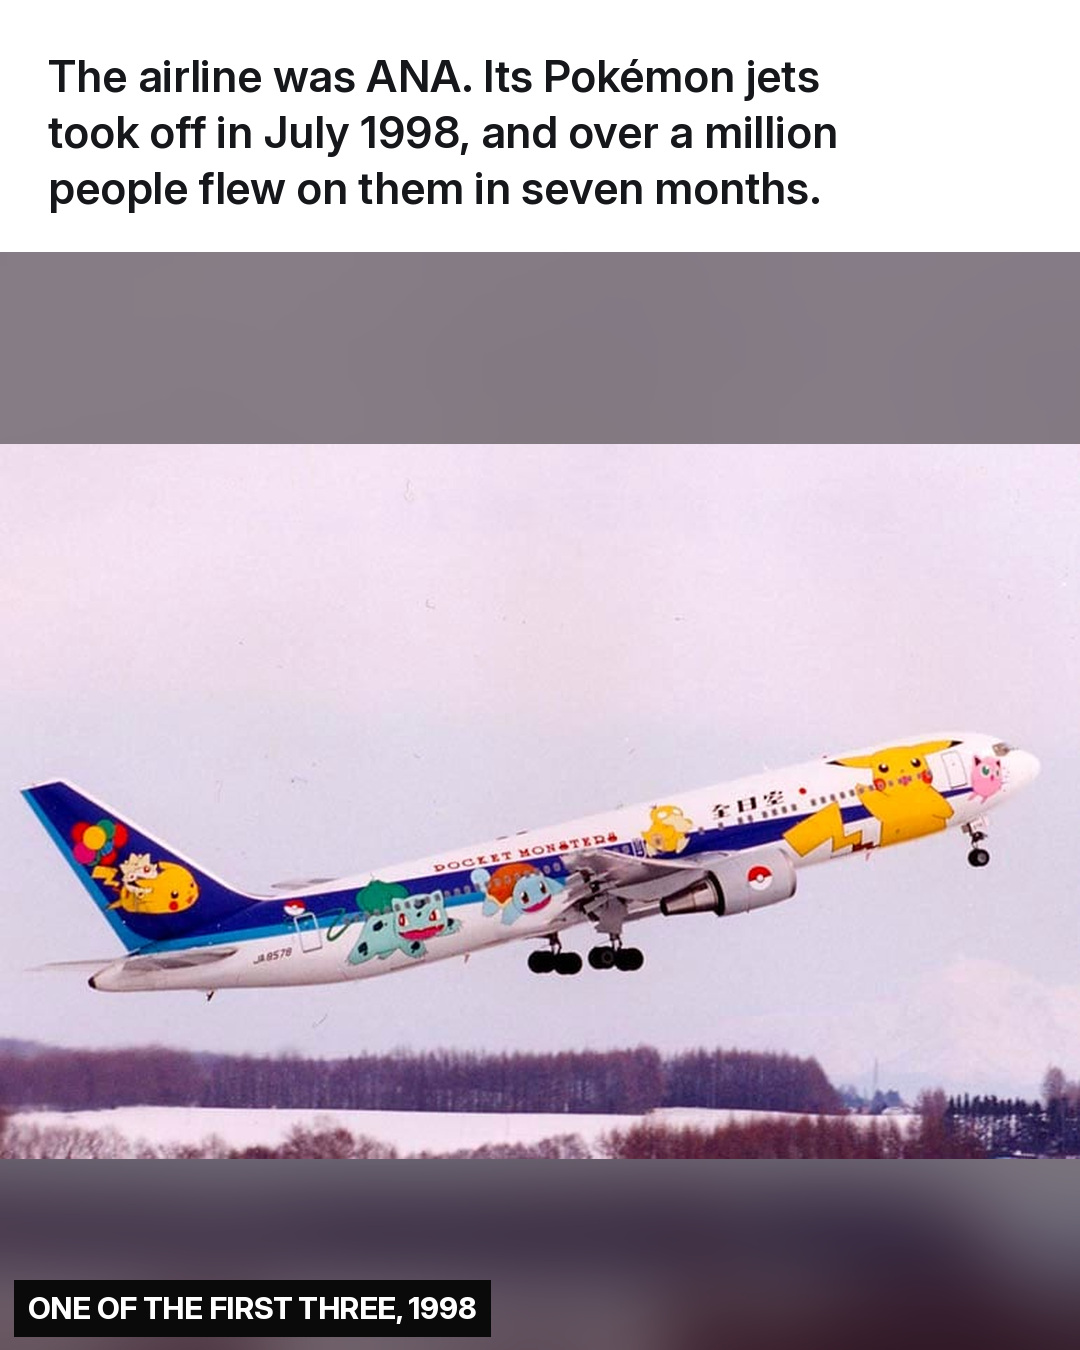 The airline was ANA. Its Pokémon jets
took off in July 1998, and over a million
people flew on them in seven months.
全日空
POCKET MONSTERS
JA8578
ONE OF THE FIRST THREE, 1998